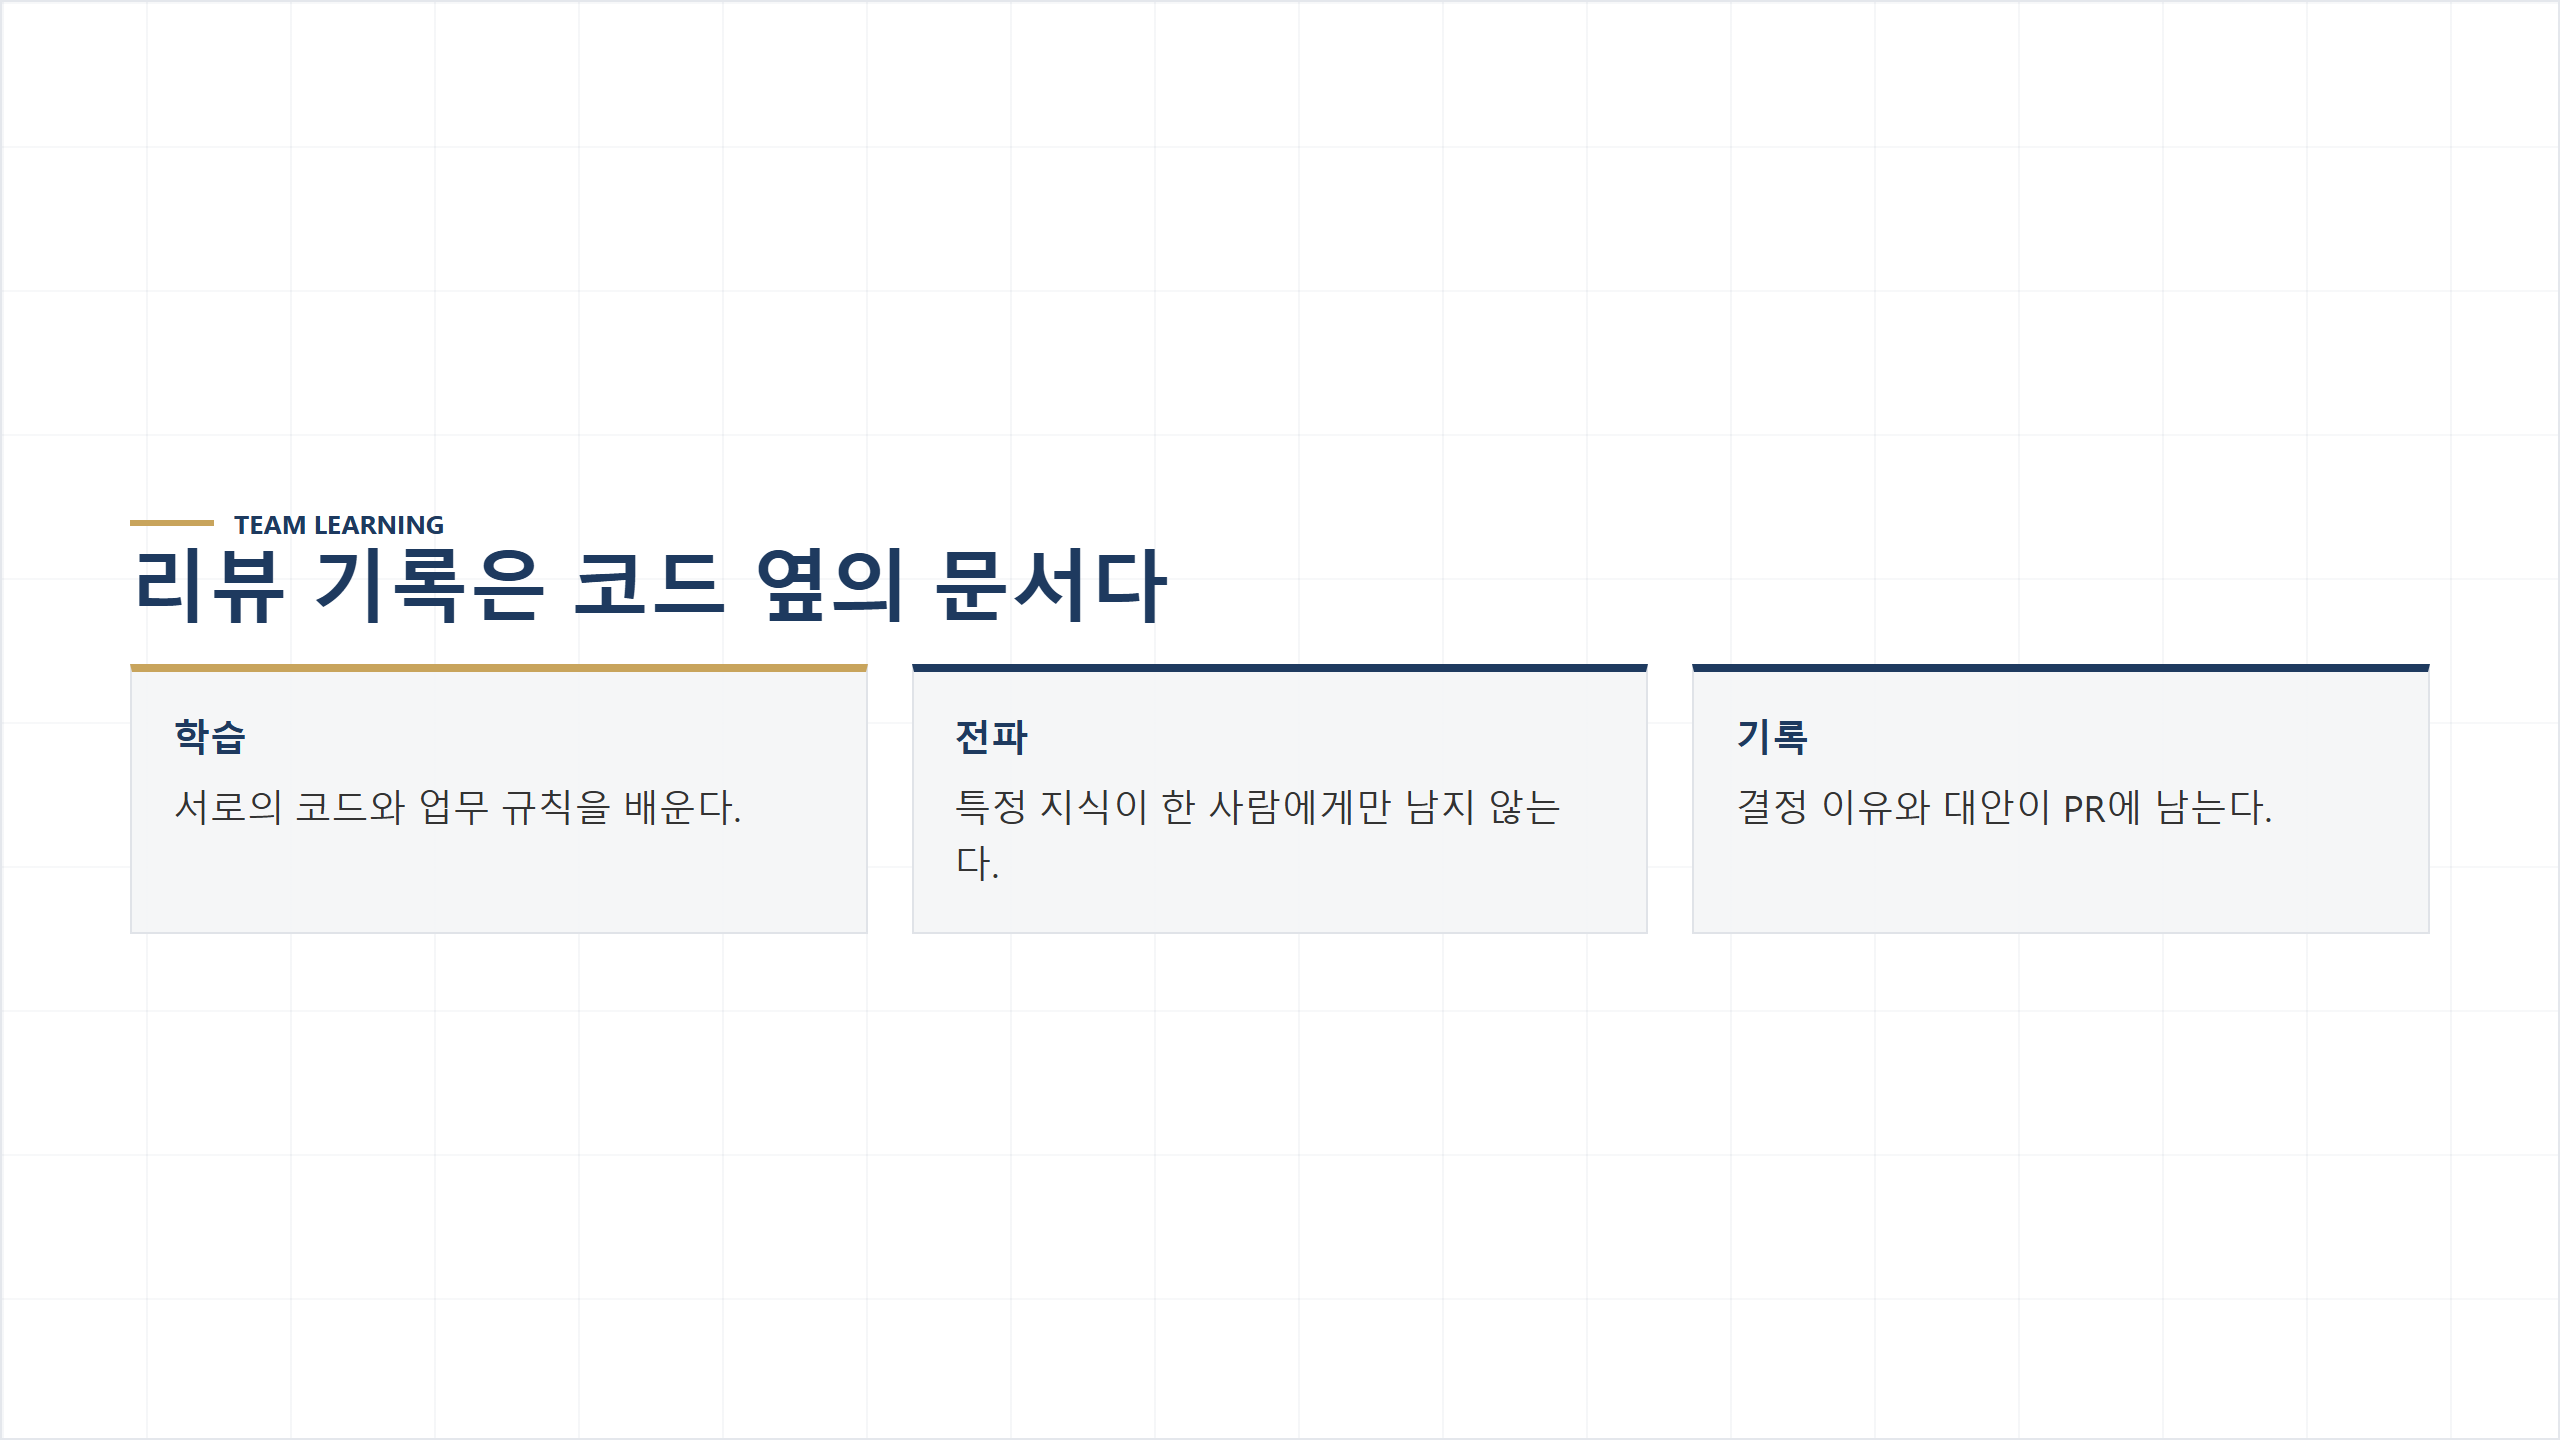 TEAM LEARNING
리뷰 기록은 코드 옆의 문서다
학습
서로의 코드와 업무 규칙을 배운다.
전파
특정 지식이 한 사람에게만 남지 않는
다.
기록
결정 이유와 대안이 PR에 남는다.